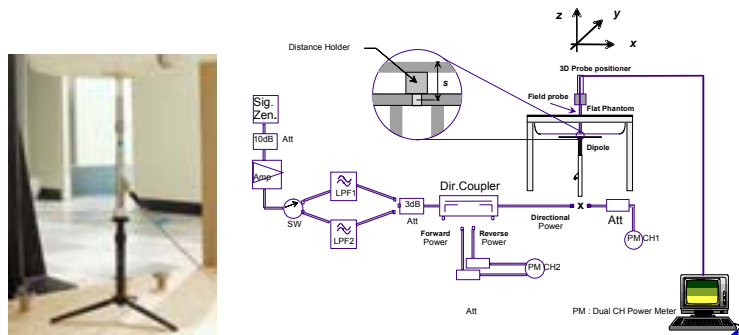 z
y
x
Distance Holder
s
3D Probe positioner
Field probe
Flat Phantom
Dipole
Sig.
Zen.
10dB
Att
Amp
SW
LPF1
LPF2
3dB
Att
Dir.Coupler
Forward
Power
Reverse
Power
Directional
Power
x
Att
PM CH1
PM CH2
Att
PM : Dual CH Power Meter